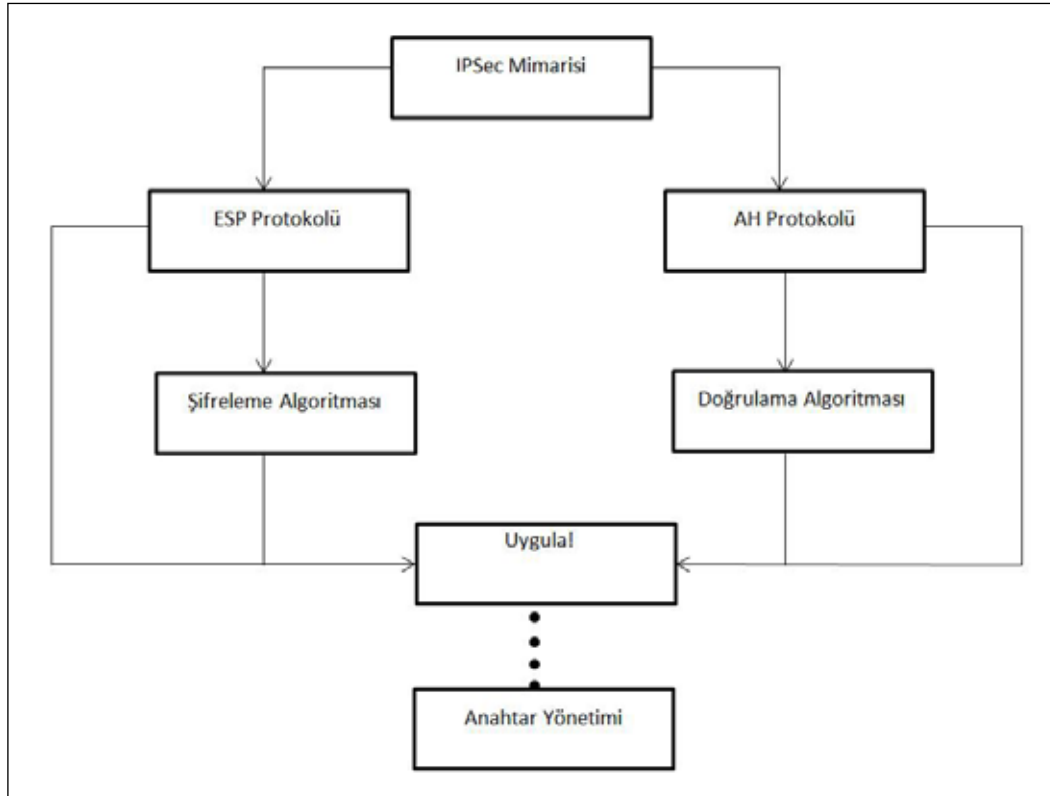 IPSec Mimarisi
ESP Protokolü
AH Protokolü
Şifreleme Algoritması
Doğrulama Algoritması
Uygula!
Anahtar Yönetimi